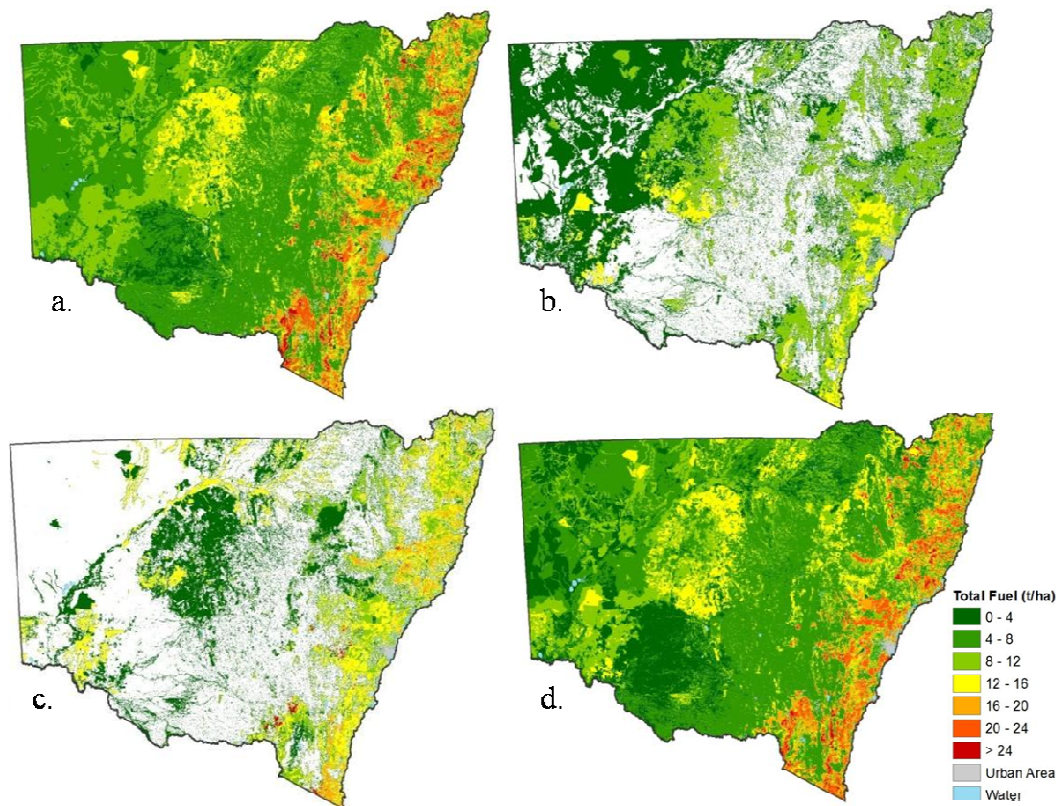 a.
b.
c.
d.
Total Fuel (t/ha)
0 - 4
4 - 8
8 - 12
12 - 16
16 - 20
20 - 24
> 24
Urban Area
Water